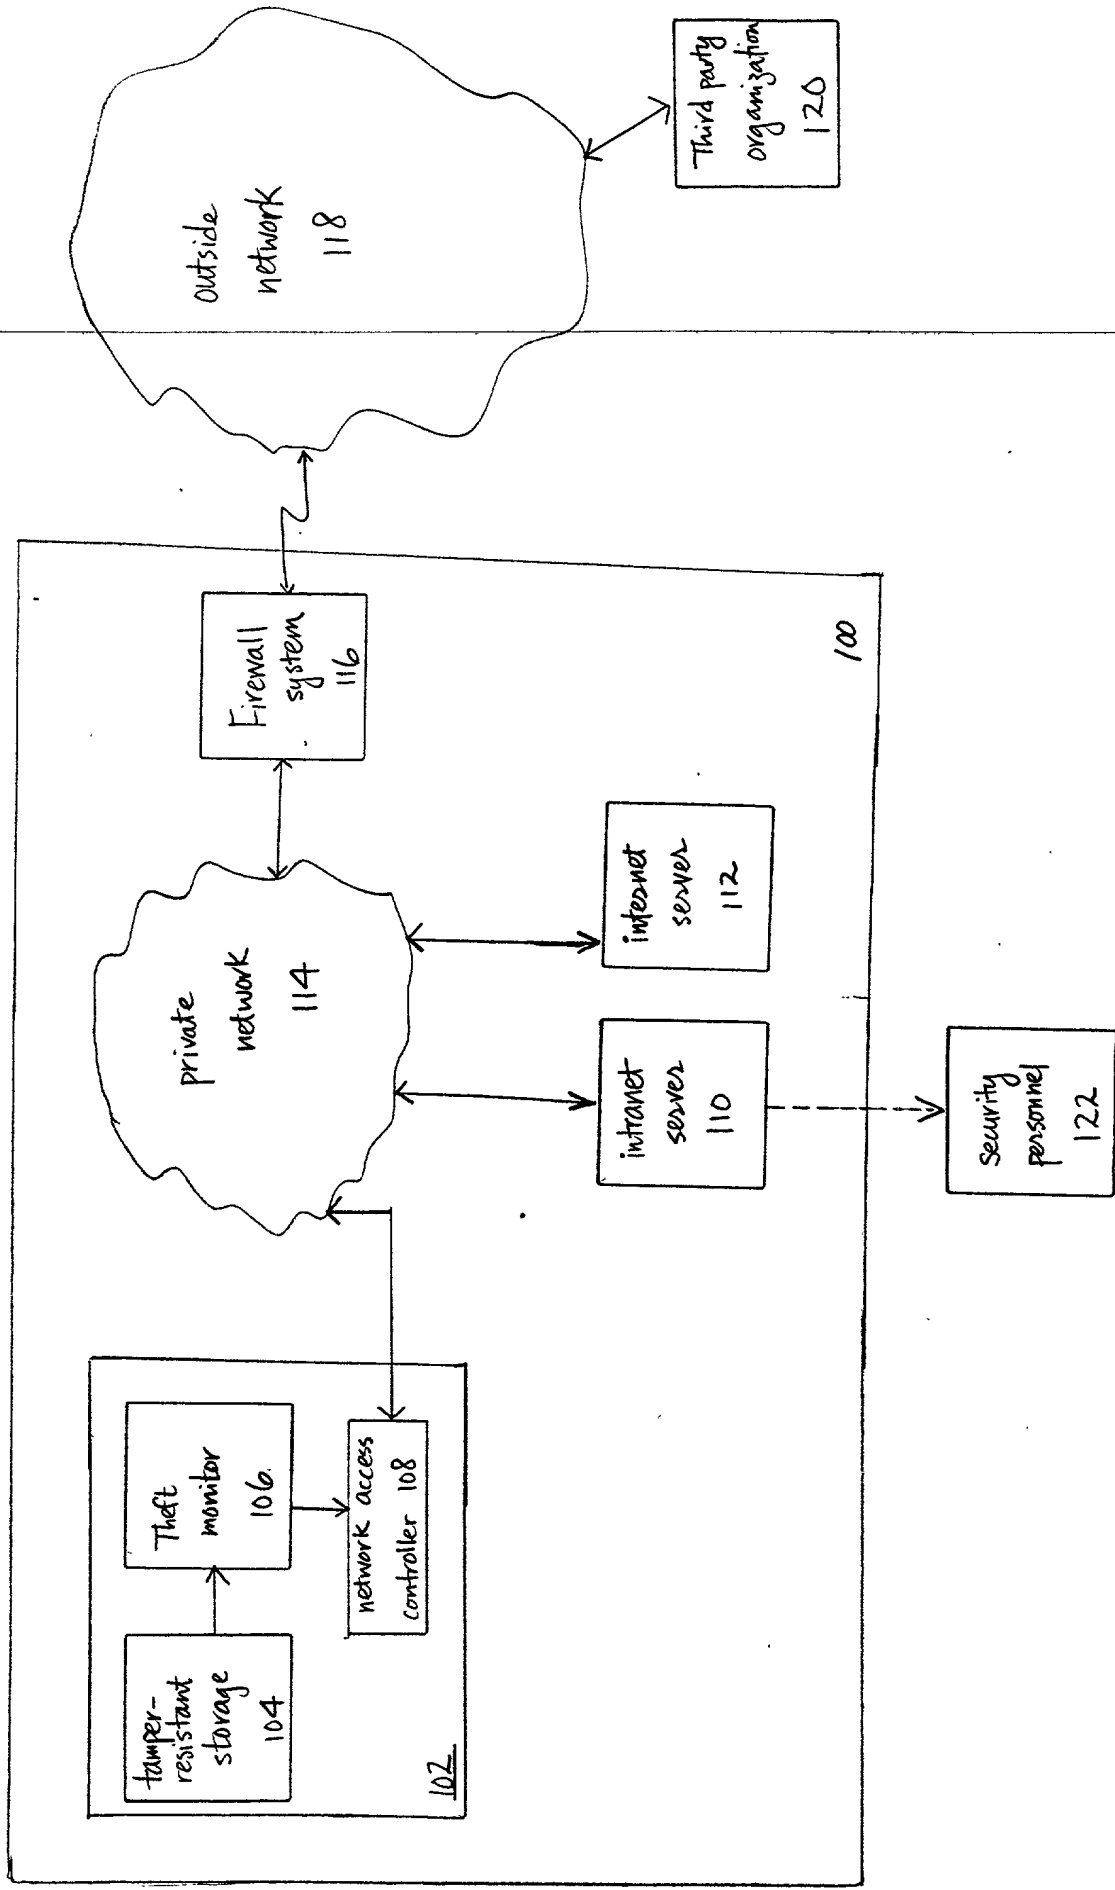 tamper-
resistant
storage
104
Theft
monitor
106
network access
controller 108
102
private
network
114
intranet
server
110
internet
server
112
Firewall
system
116
100
security
personnel
122
outside
network
118
Third party
organization
120